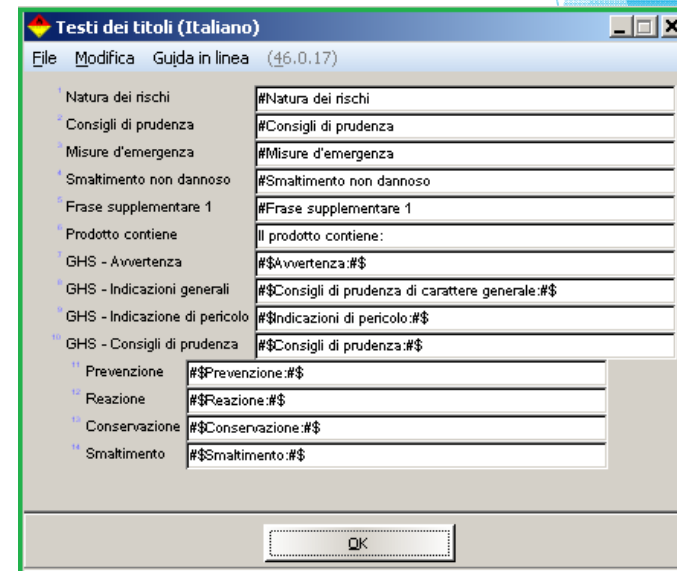 Testi dei titoli (Italiano)
File Modifica Guida in linea (46.0.17)
1 Natura dei rischi #Natura dei rischi
2 Consigli di prudenza #Consigli di prudenza
3 Misure d'emergenza #Misure d'emergenza
4 Smaltimento non dannoso #Smaltimento non dannoso
5 Frase supplementare 1 #Frase supplementare 1
6 Prodotto contiene Il prodotto contiene:
7 GHS - Avvertenza #$Avvertenza:#$
8 GHS - Indicazioni generali #$Consigli di prudenza di carattere generale:#$
9 GHS - Indicazione di pericolo #$Indicazioni di pericolo:#$
10 GHS - Consigli di prudenza #$Consigli di prudenza:#$
11 Prevenzione #$Prevenzione:#$
12 Reazione #$Reazione:#$
13 Conservazione #$Conservazione:#$
14 Smaltimento #$Smaltimento:#$
OK